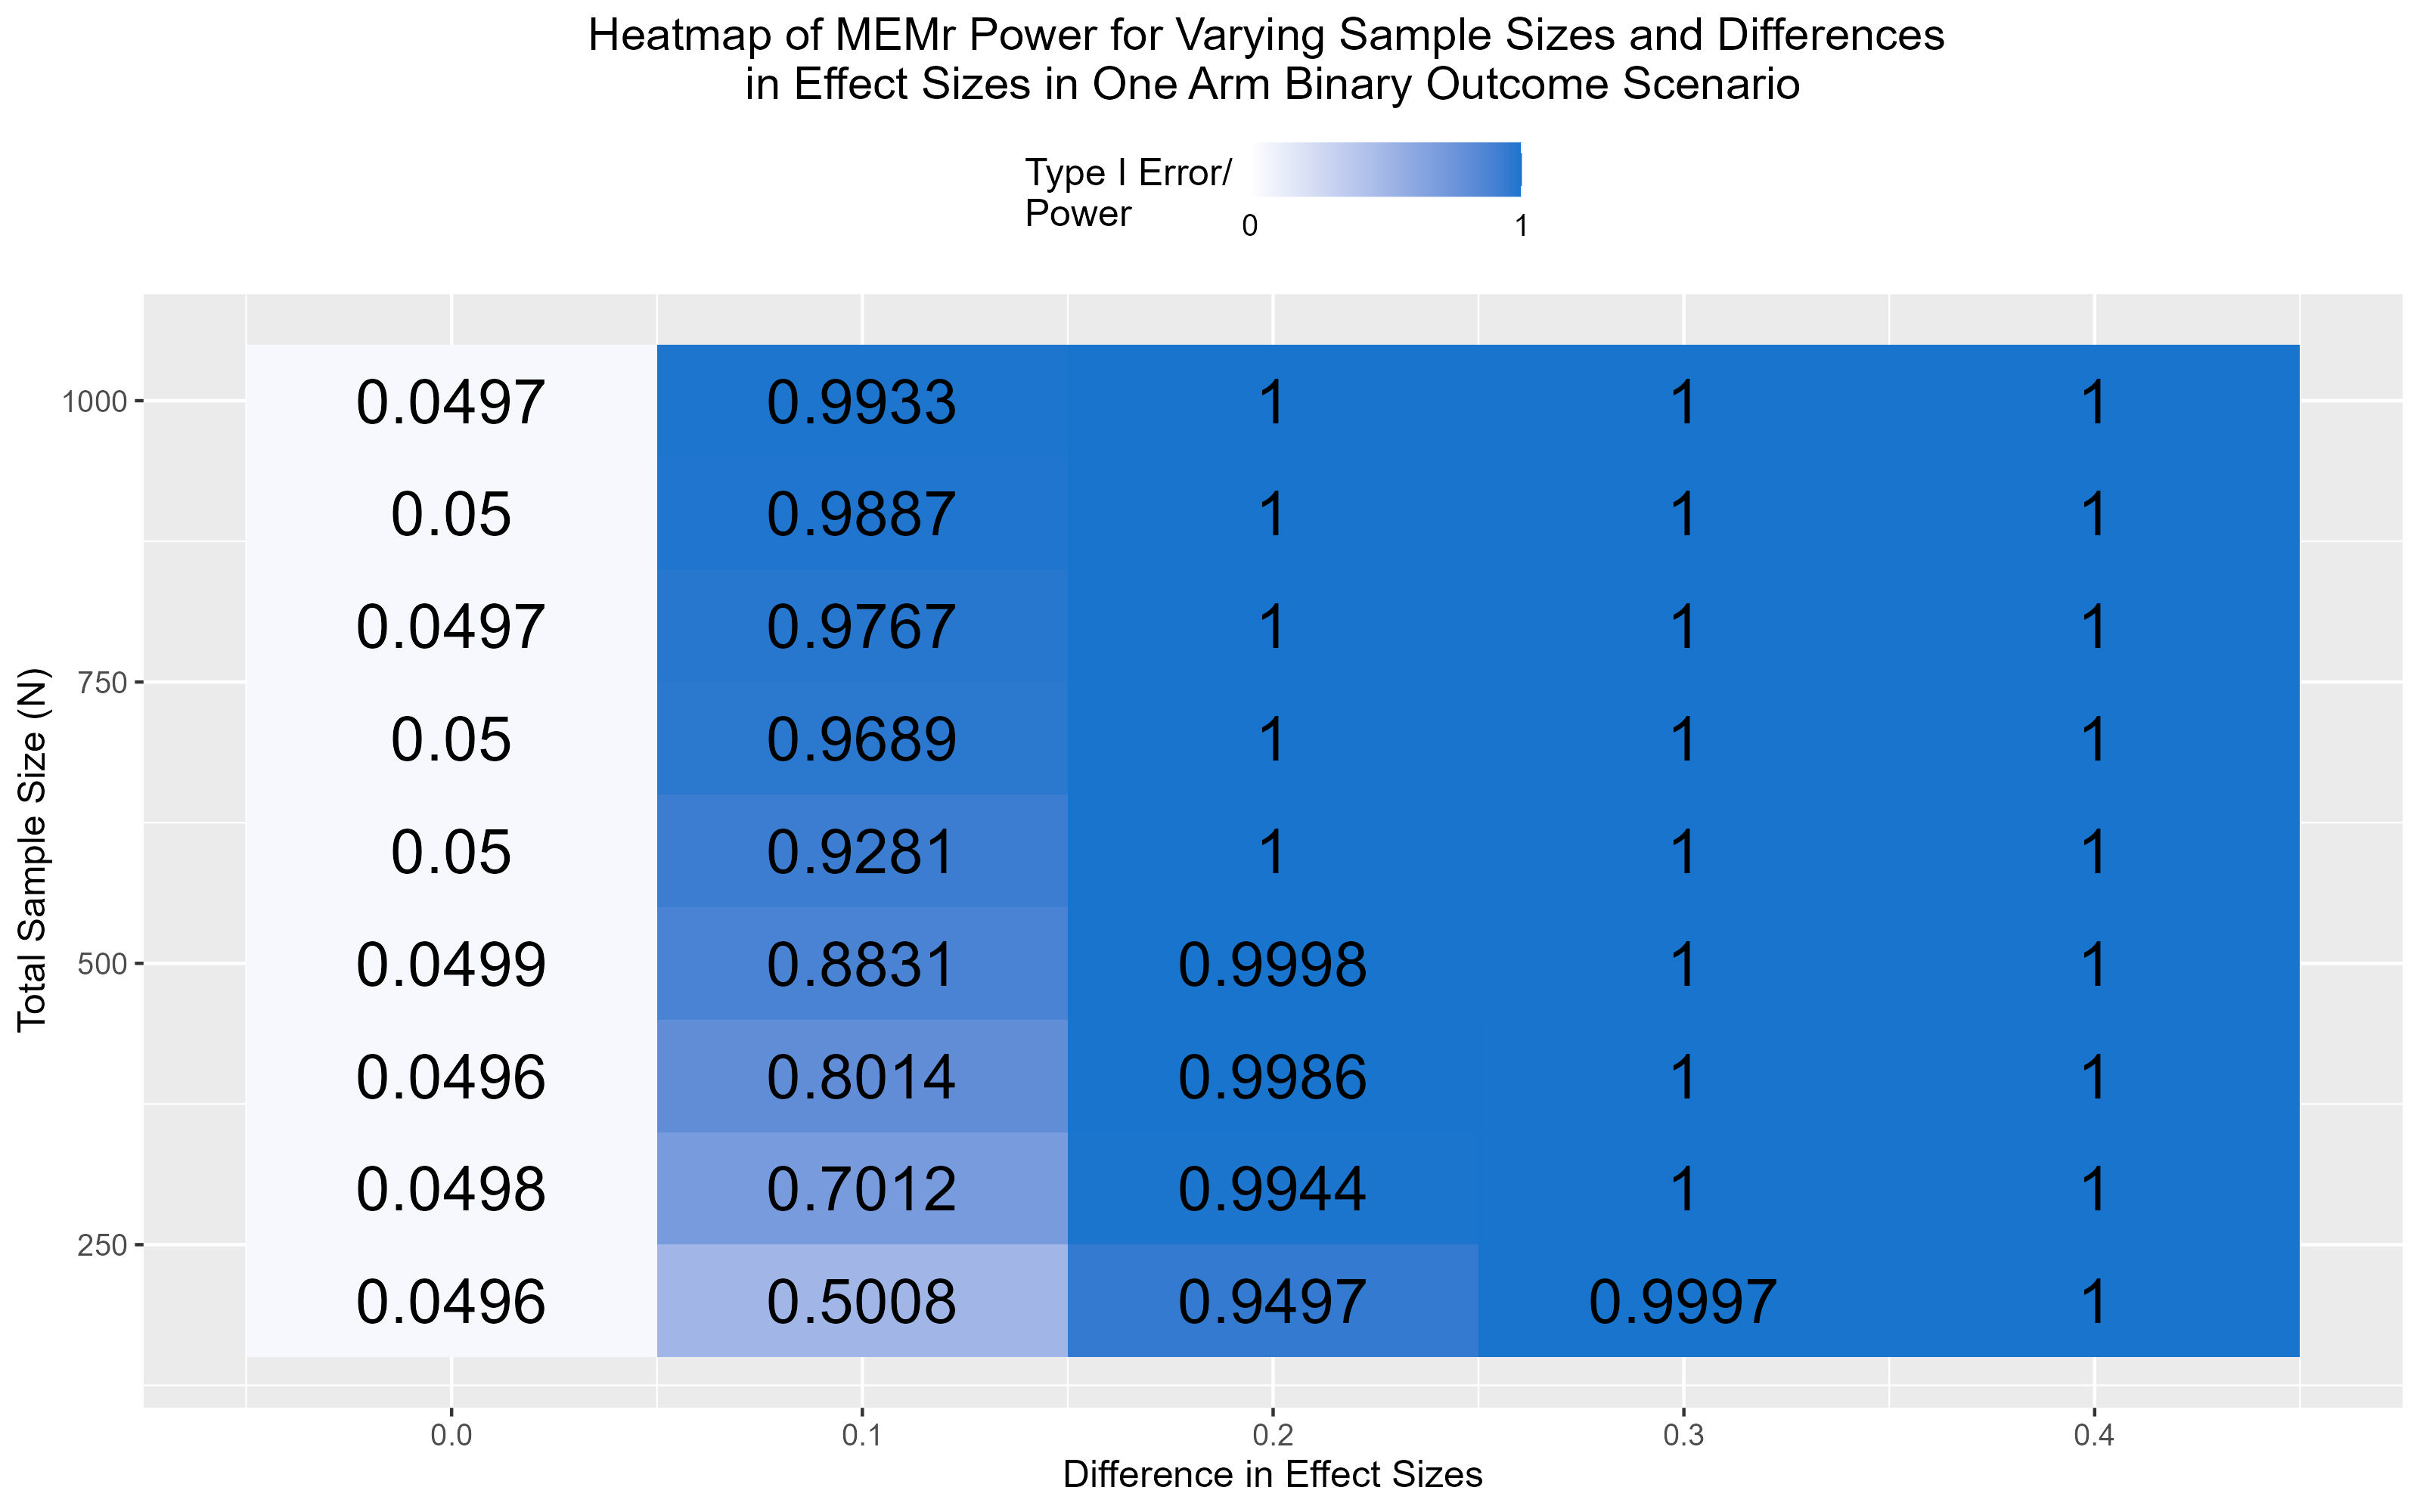 Heatmap of MEMr Power for Varying Sample Sizes and Differences
in Effect Sizes in One Arm Binary Outcome Scenario
Type I Error/
Power
0 1
Total Sample Size (N)
1000 0.0497 0.9933 1 1 1
0.05 0.9887 1 1 1
0.0497 0.9767 1 1 1
750
0.05 0.9689 1 1 1
0.05 0.9281 1 1 1
500 0.0499 0.8831 0.9998 1 1
0.0496 0.8014 0.9986 1 1
0.0498 0.7012 0.9944 1 1
250
0.0496 0.5008 0.9497 0.9997 1
0.0 0.1 0.2 0.3 0.4
Difference in Effect Sizes